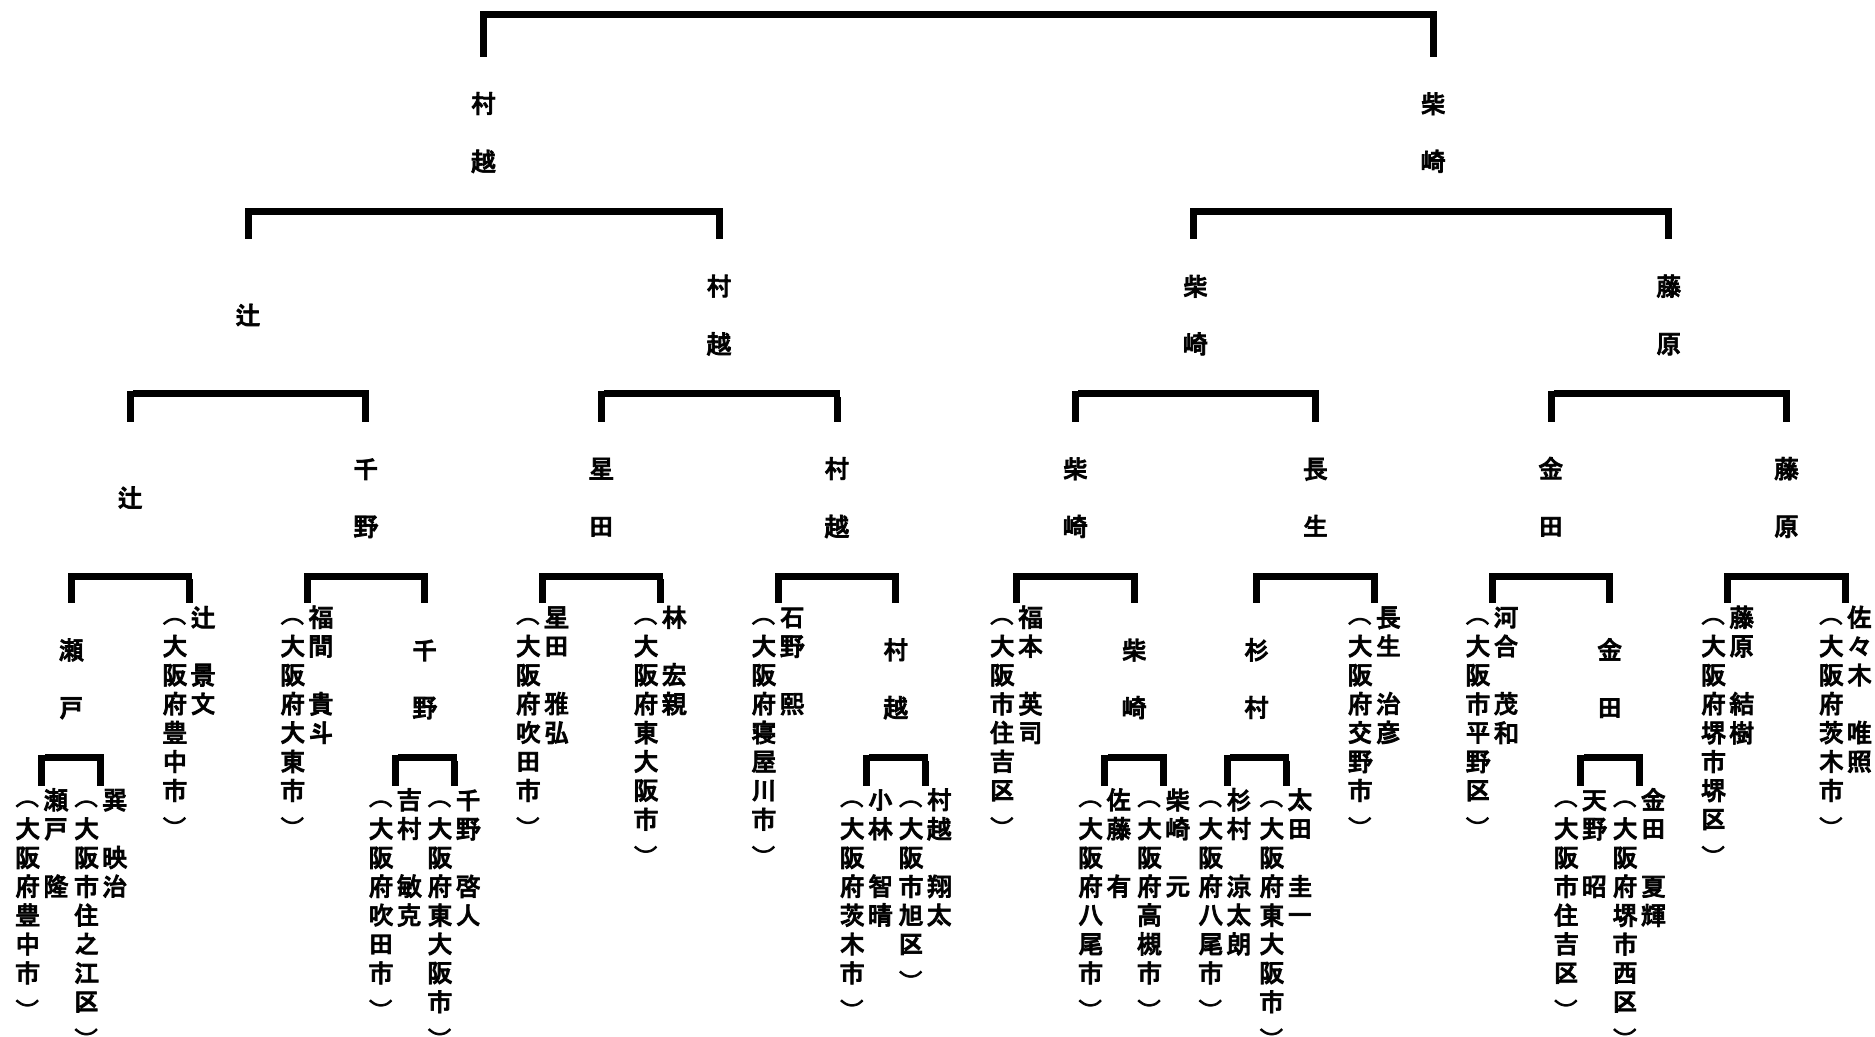 村越
柴崎
辻
村越
柴崎
藤原
辻
千野
星田
村越
柴崎
長生
金田
藤原
瀬戸
辻　景文
（大阪府豊中市）
福間　貴斗
（大阪府大東市）
千野
星田　雅弘
（大阪府吹田市）
林　宏親
（大阪府東大阪市）
石野　熙
（大阪府寝屋川市）
村越
福本　英司
（大阪市住吉区）
柴崎
杉村
長生　治彦
（大阪府交野市）
河合　茂和
（大阪市平野区）
金田
藤原　結樹
（大阪府堺市堺区）
佐々木　唯照
（大阪府茨木市）
瀬戸　隆
（大阪府豊中市）
巽　映治
（大阪市住之江区）
吉村　敏克
（大阪府吹田市）
千野　啓人
（大阪府東大阪市）
小林　智晴
（大阪府茨木市）
村越　翔太
（大阪市旭区）
佐藤　有
（大阪府八尾市）
柴崎　元
（大阪府高槻市）
杉村　涼太朗
（大阪府八尾市）
太田　圭一
（大阪府東大阪市）
天野　昭
（大阪市住吉区）
金田　夏輝
（大阪府堺市西区）